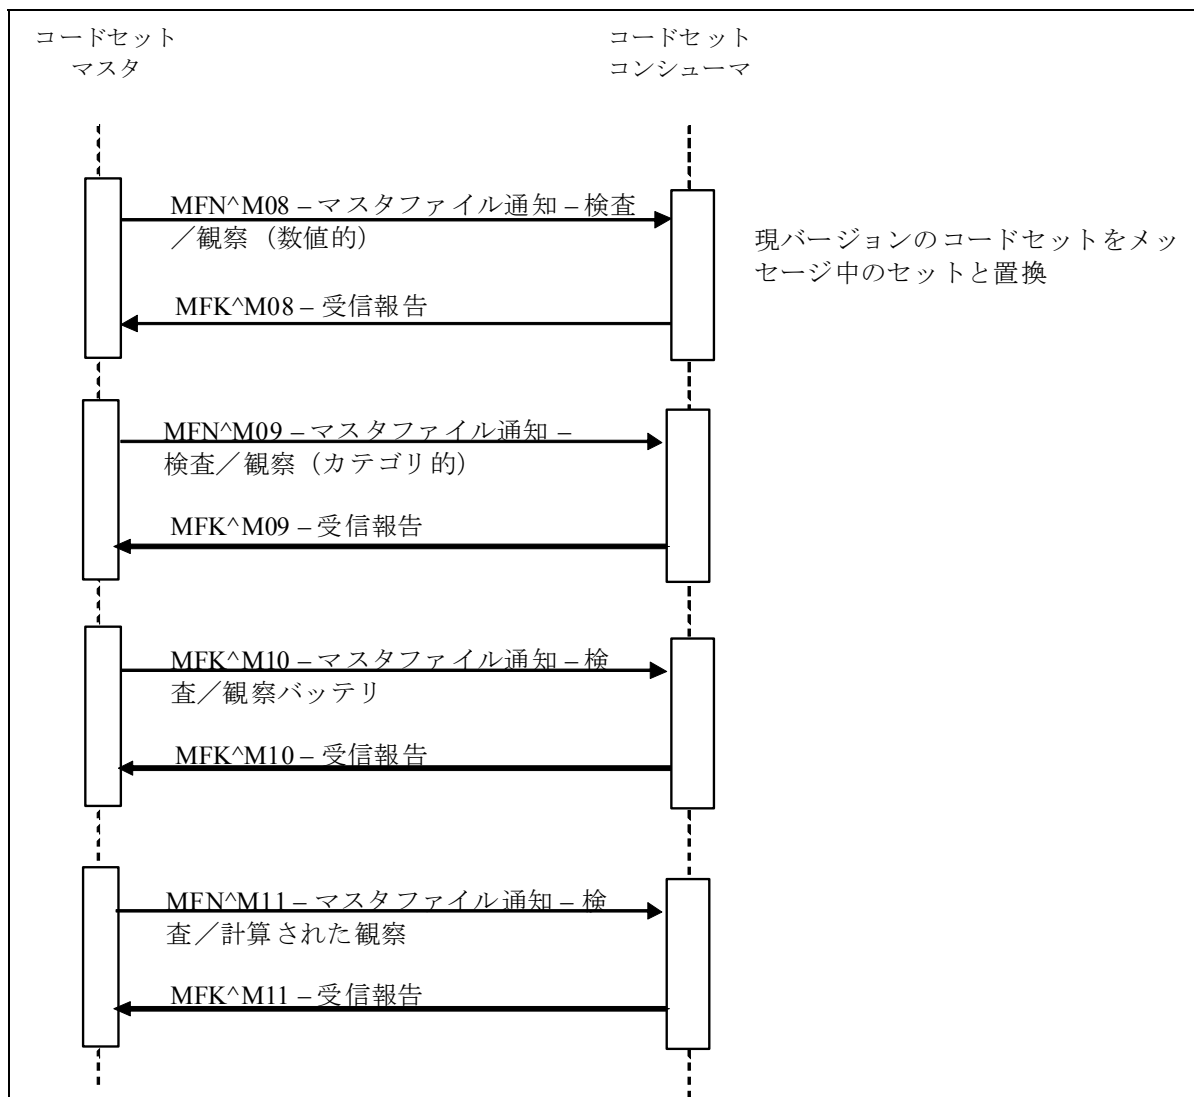 コードセット
マスタ
コードセット
コンシューマ
MFN^M08 – マスタファイル通知 – 検査
／観察（数値的）
現バージョンのコードセットをメッ
セージ中のセットと置換
MFK^M08 – 受信報告
MFN^M09 – マスタファイル通知 –
検査／観察（カテゴリ的）
MFK^M09 – 受信報告
MFK^M10 – マスタファイル通知 – 検
査／観察バッテリ
MFK^M10 – 受信報告
MFN^M11 – マスタファイル通知 – 検
査／計算された観察
MFK^M11 – 受信報告